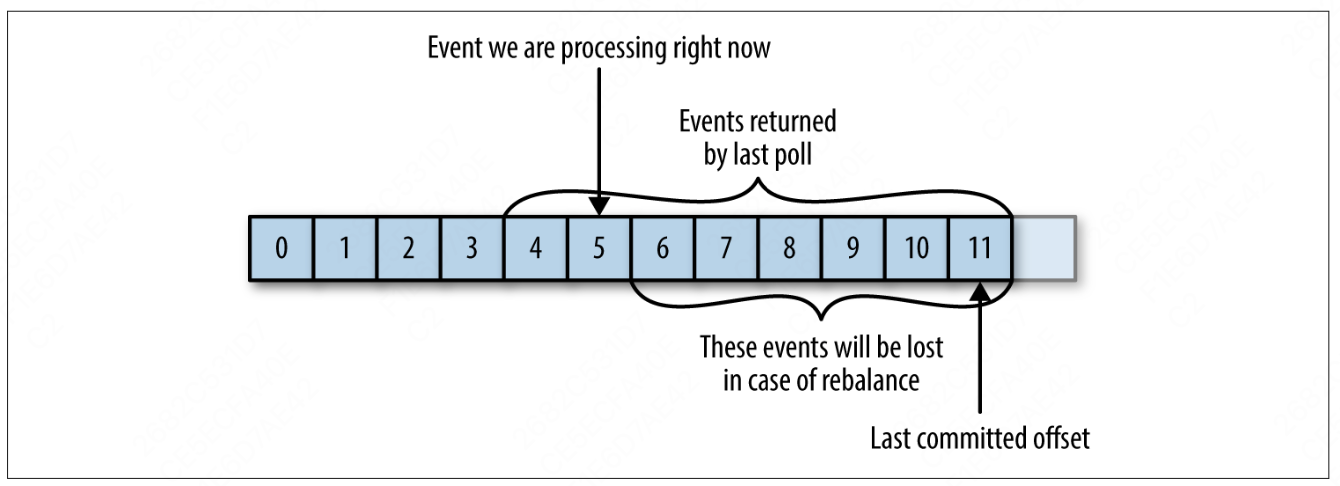 Event we are processing right now
Events returned
by last poll
0 1 2 3 4 5 6 7 8 9 10 11
These events will be lost
in case of rebalance
Last committed offset